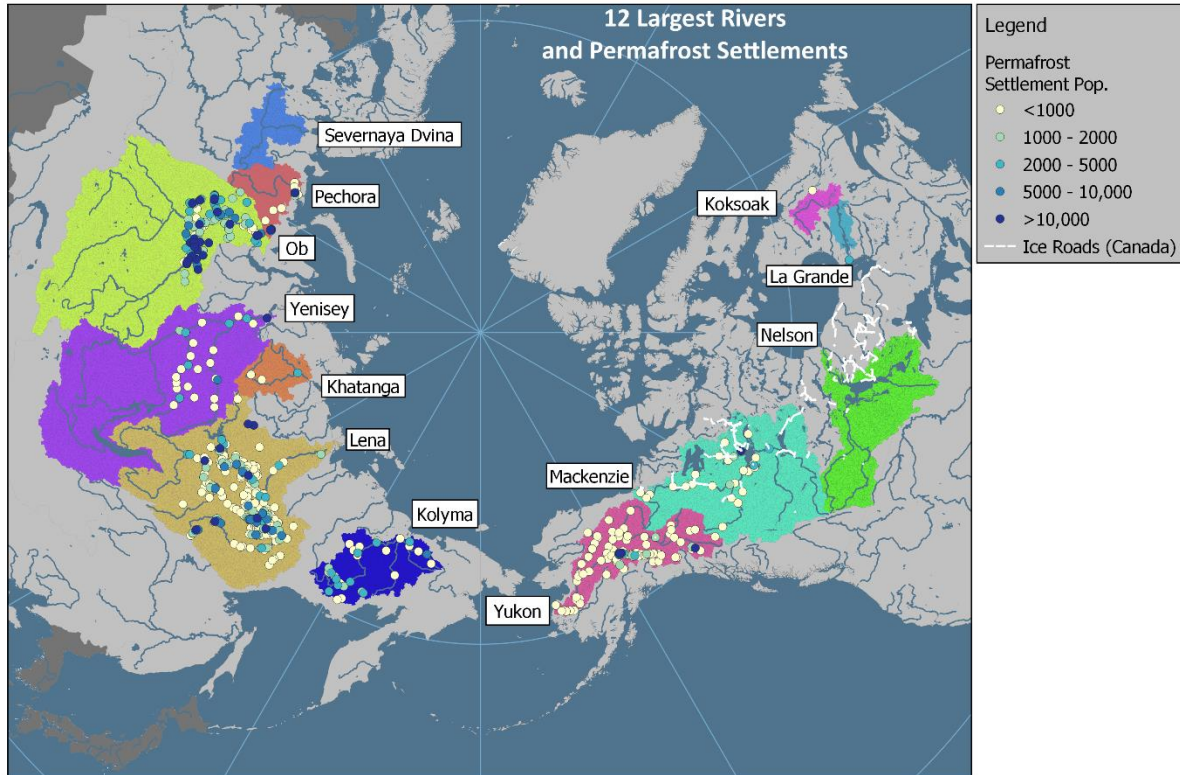 12 Largest Rivers
and Permafrost Settlements
Severnaya Dvina
Pechora
Ob
Yenisey
Khatanga
Lena
Kolyma
Koksoak
La Grande
Nelson
Mackenzie
Yukon
Legend
Permafrost
Settlement Pop.
<1000
1000 - 2000
2000 - 5000
5000 - 10,000
>10,000
Ice Roads (Canada)